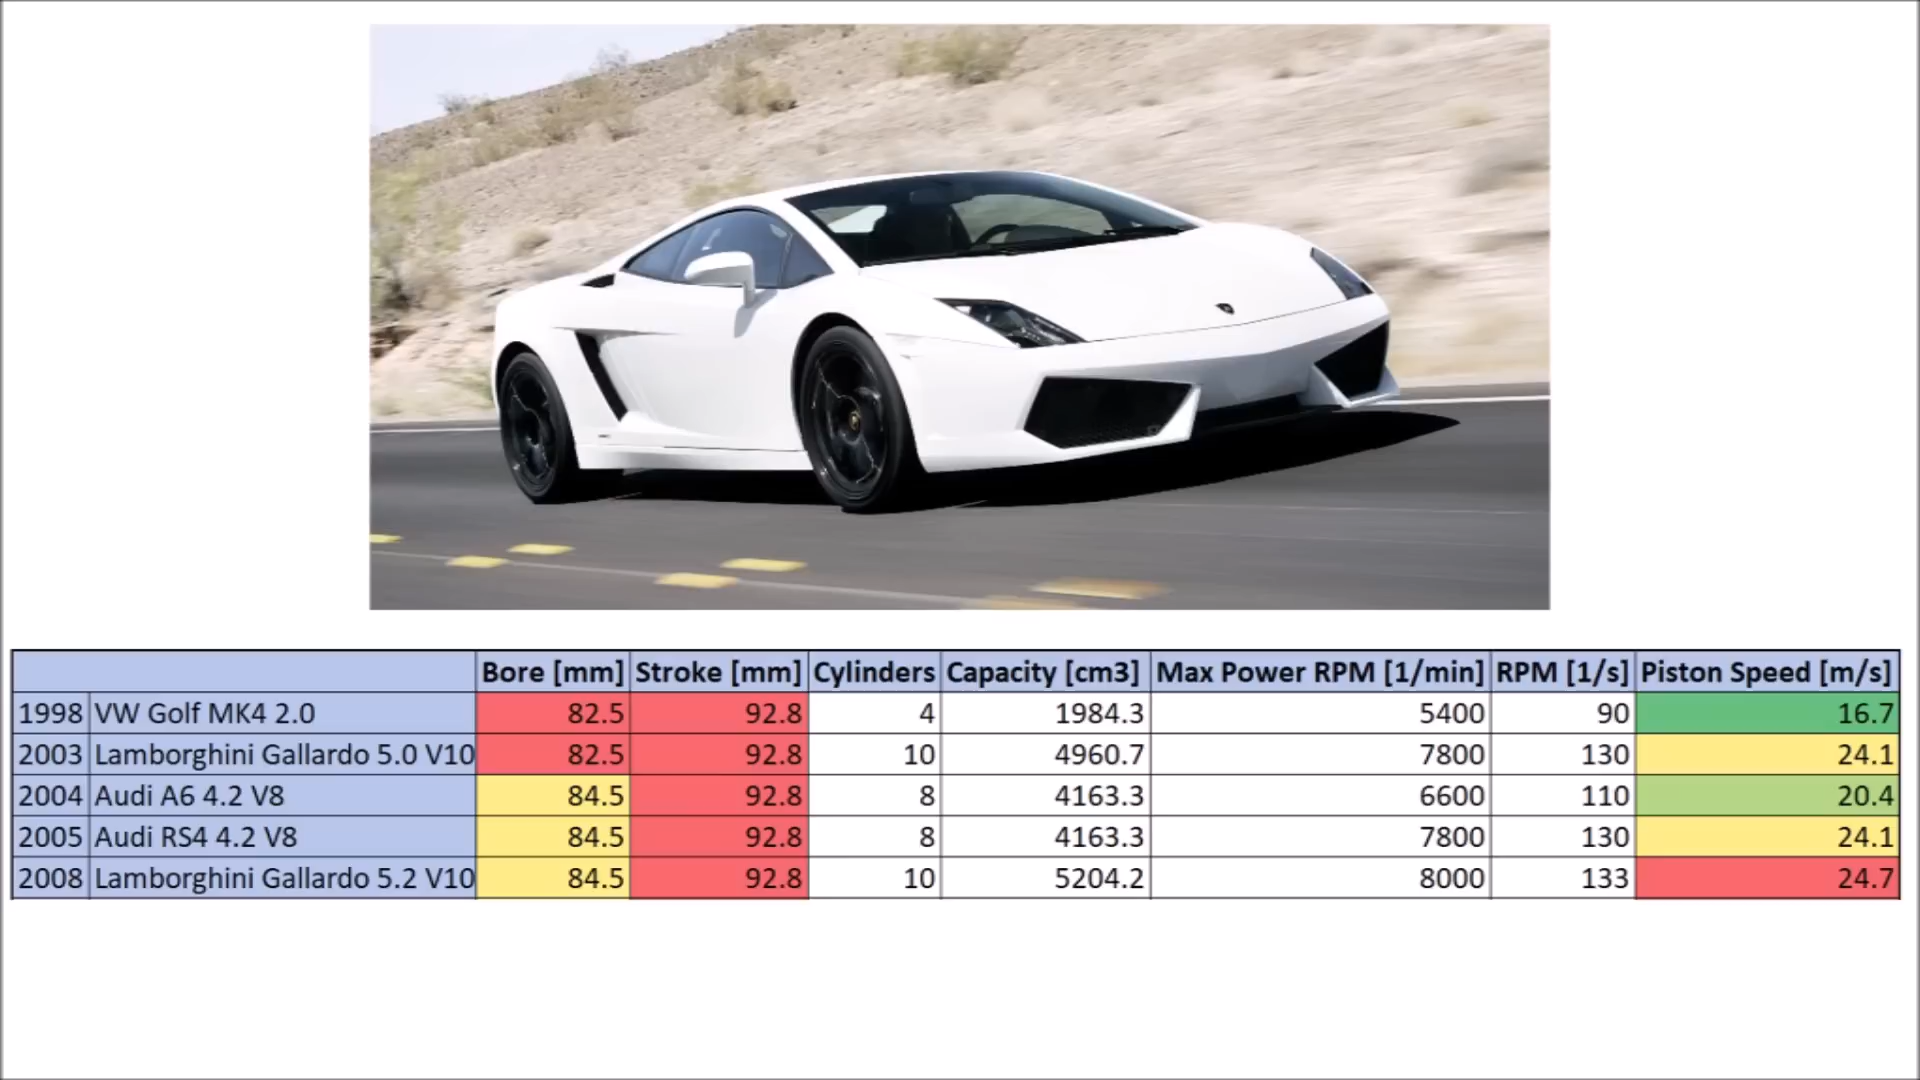 Bore [mm] Stroke [mm] Cylinders Capacity [cm3] Max Power RPM [1/min] RPM [1/s] Piston Speed [m/s]
1998 VW Golf MK4 2.0 82.5 92.8 4 1984.3 5400 90 16.7
2003 Lamborghini Gallardo 5.0 V10 82.5 92.8 10 4960.7 7800 130 24.1
2004 Audi A6 4.2 V8 84.5 92.8 8 4163.3 6600 110 20.4
2005 Audi RS4 4.2 V8 84.5 92.8 8 4163.3 7800 130 24.1
2008 Lamborghini Gallardo 5.2 V10 84.5 92.8 10 5204.2 8000 133 24.7